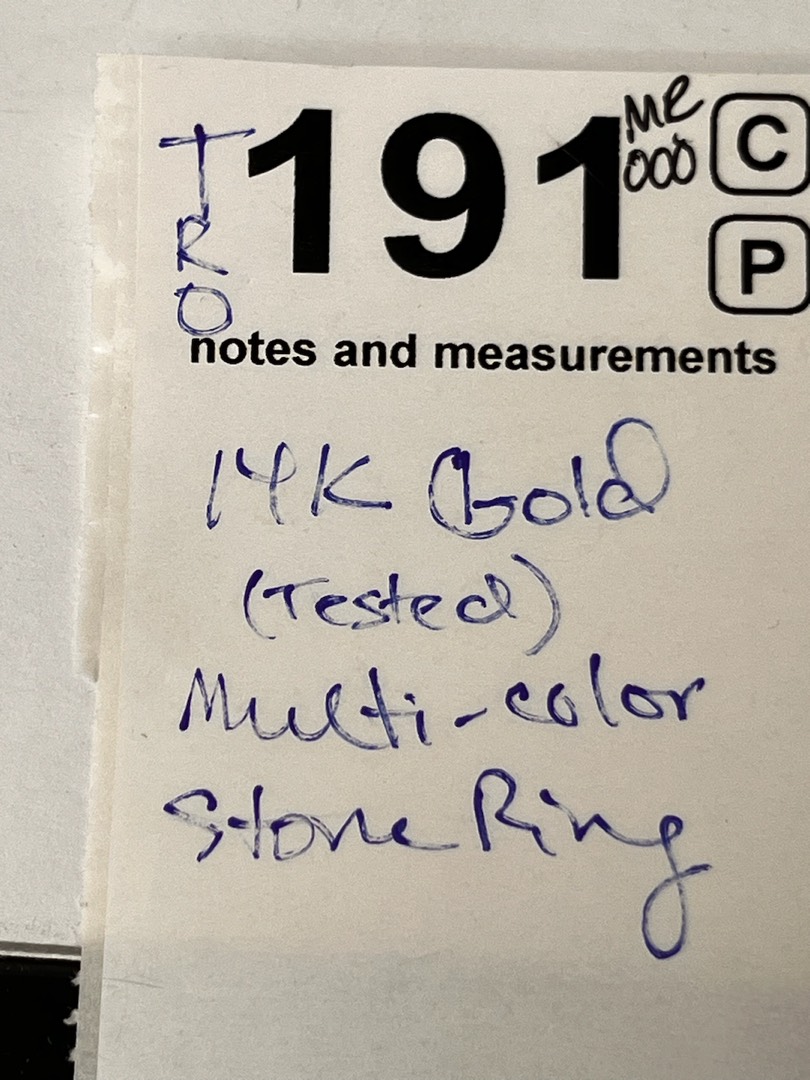 TRO
191
ME
000
C
P
notes and measurements
14K Gold
(Tested)
Multi-color
Stone Ring